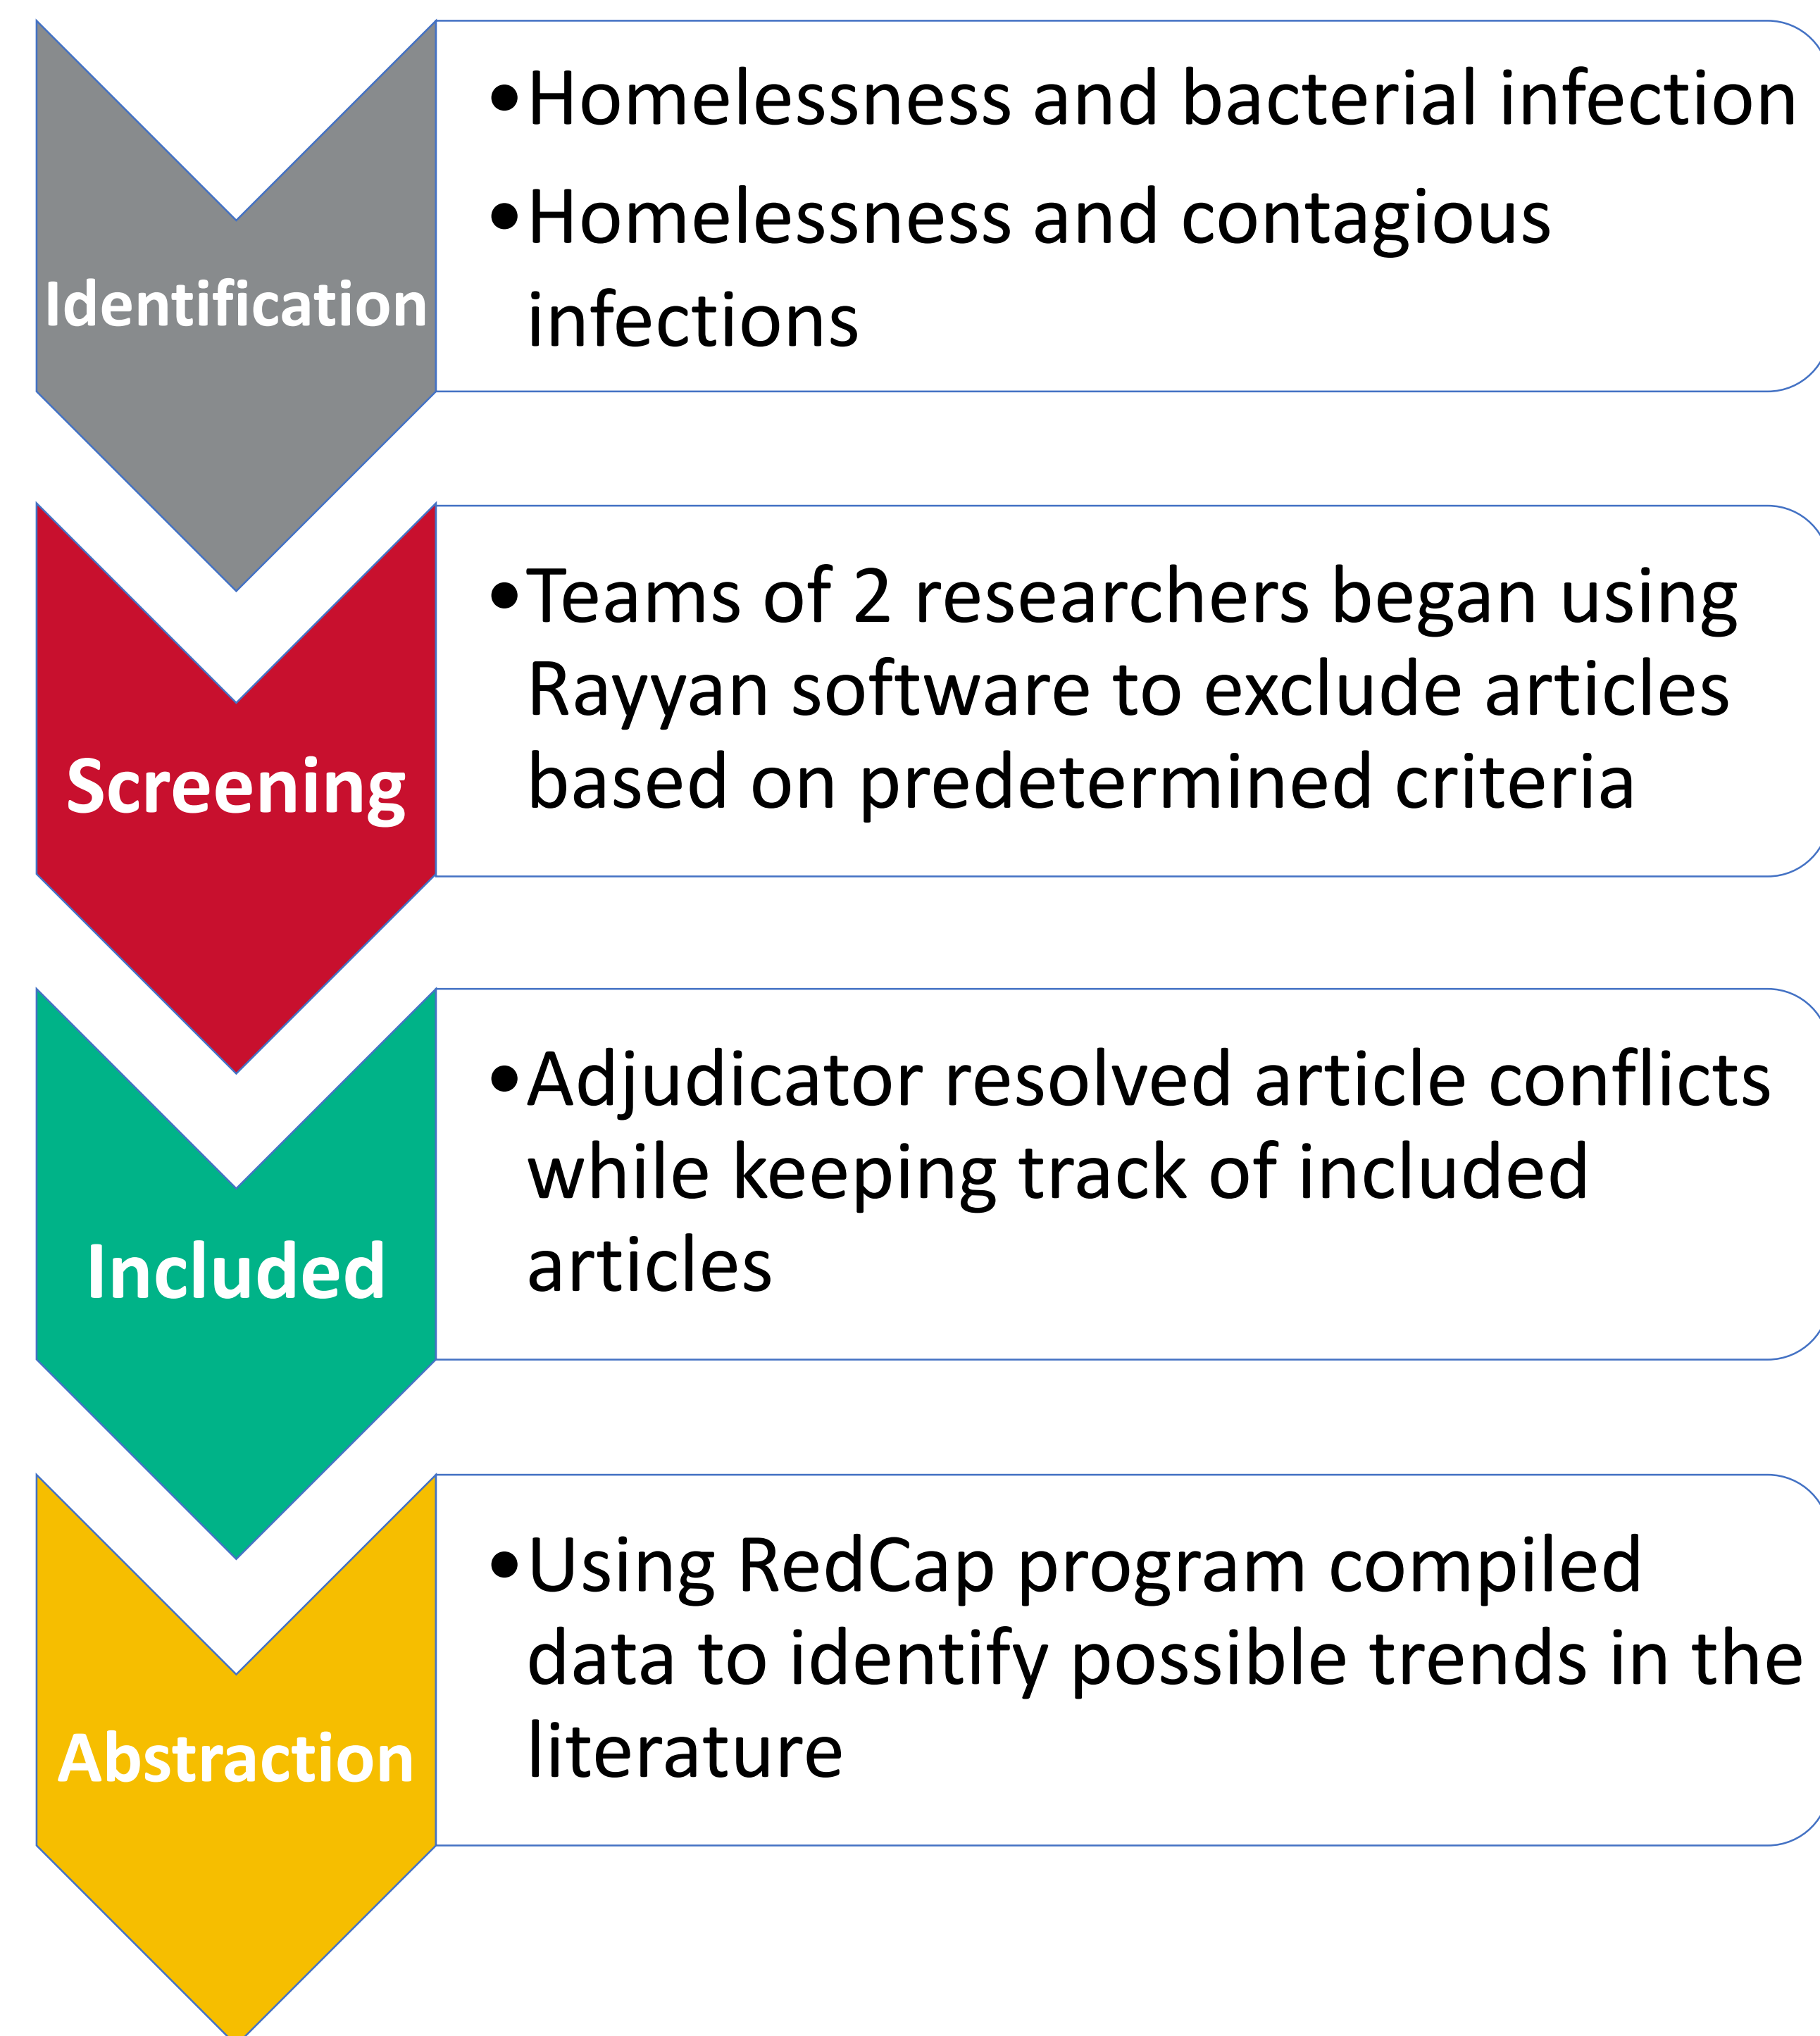 Identification
•Homelessness and bacterial infection
•Homelessness and contagious
infections
Screening
•Teams of 2 researchers began using
Rayyan software to exclude articles
based on predetermined criteria
Included
•Adjudicator resolved article conflicts
while keeping track of included
articles
Abstraction
•Using RedCap program compiled
data to identify possible trends in the
literature